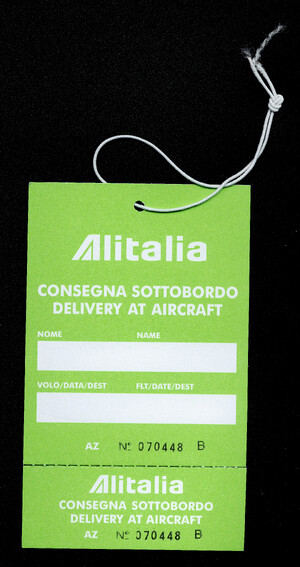 Alitalia
CONSEGNA SOTTOBORDO
DELIVERY AT AIRCRAFT
NOME NAME
VOLO/DATA/DEST FLT/DATE/DEST
AZ Nº 070448 B
Alitalia
CONSEGNA SOTTOBORDO
DELIVERY AT AIRCRAFT
AZ Nº 070448 B